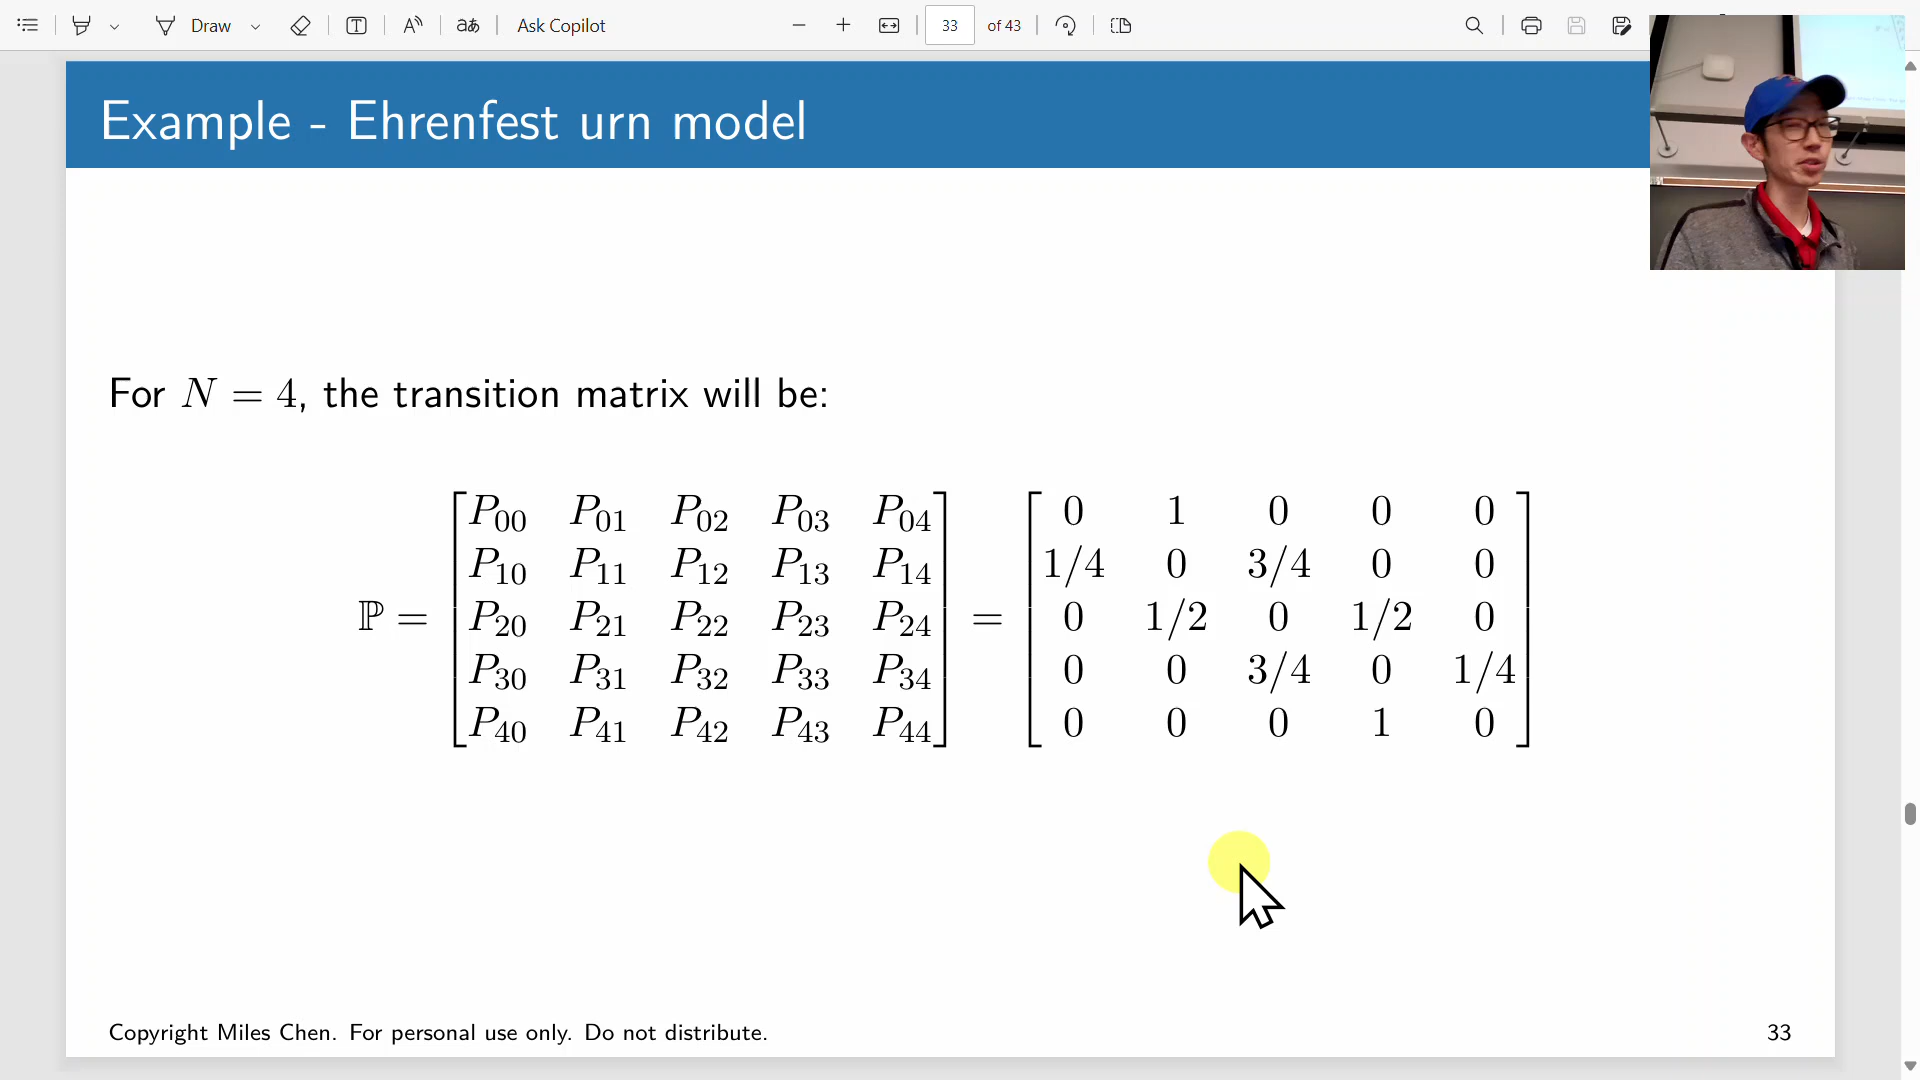 Draw
Ask Copilot
33 of 43
Example - Ehrenfest urn model
For N = 4, the transition matrix will be:
P₀₀ P₀₁ P₀₂ P₀₃ P₀₄ 0 1 0 0 0
P₁₀ P₁₁ P₁₂ P₁₃ P₁₄ 1/4 0 3/4 0 0
ℙ = P₂₀ P₂₁ P₂₂ P₂₃ P₂₄ = 0 1/2 0 1/2 0
P₃₀ P₃₁ P₃₂ P₃₃ P₃₄ 0 0 3/4 0 1/4
P₄₀ P₄₁ P₄₂ P₄₃ P₄₄ 0 0 0 1 0
Copyright Miles Chen. For personal use only. Do not distribute.
33